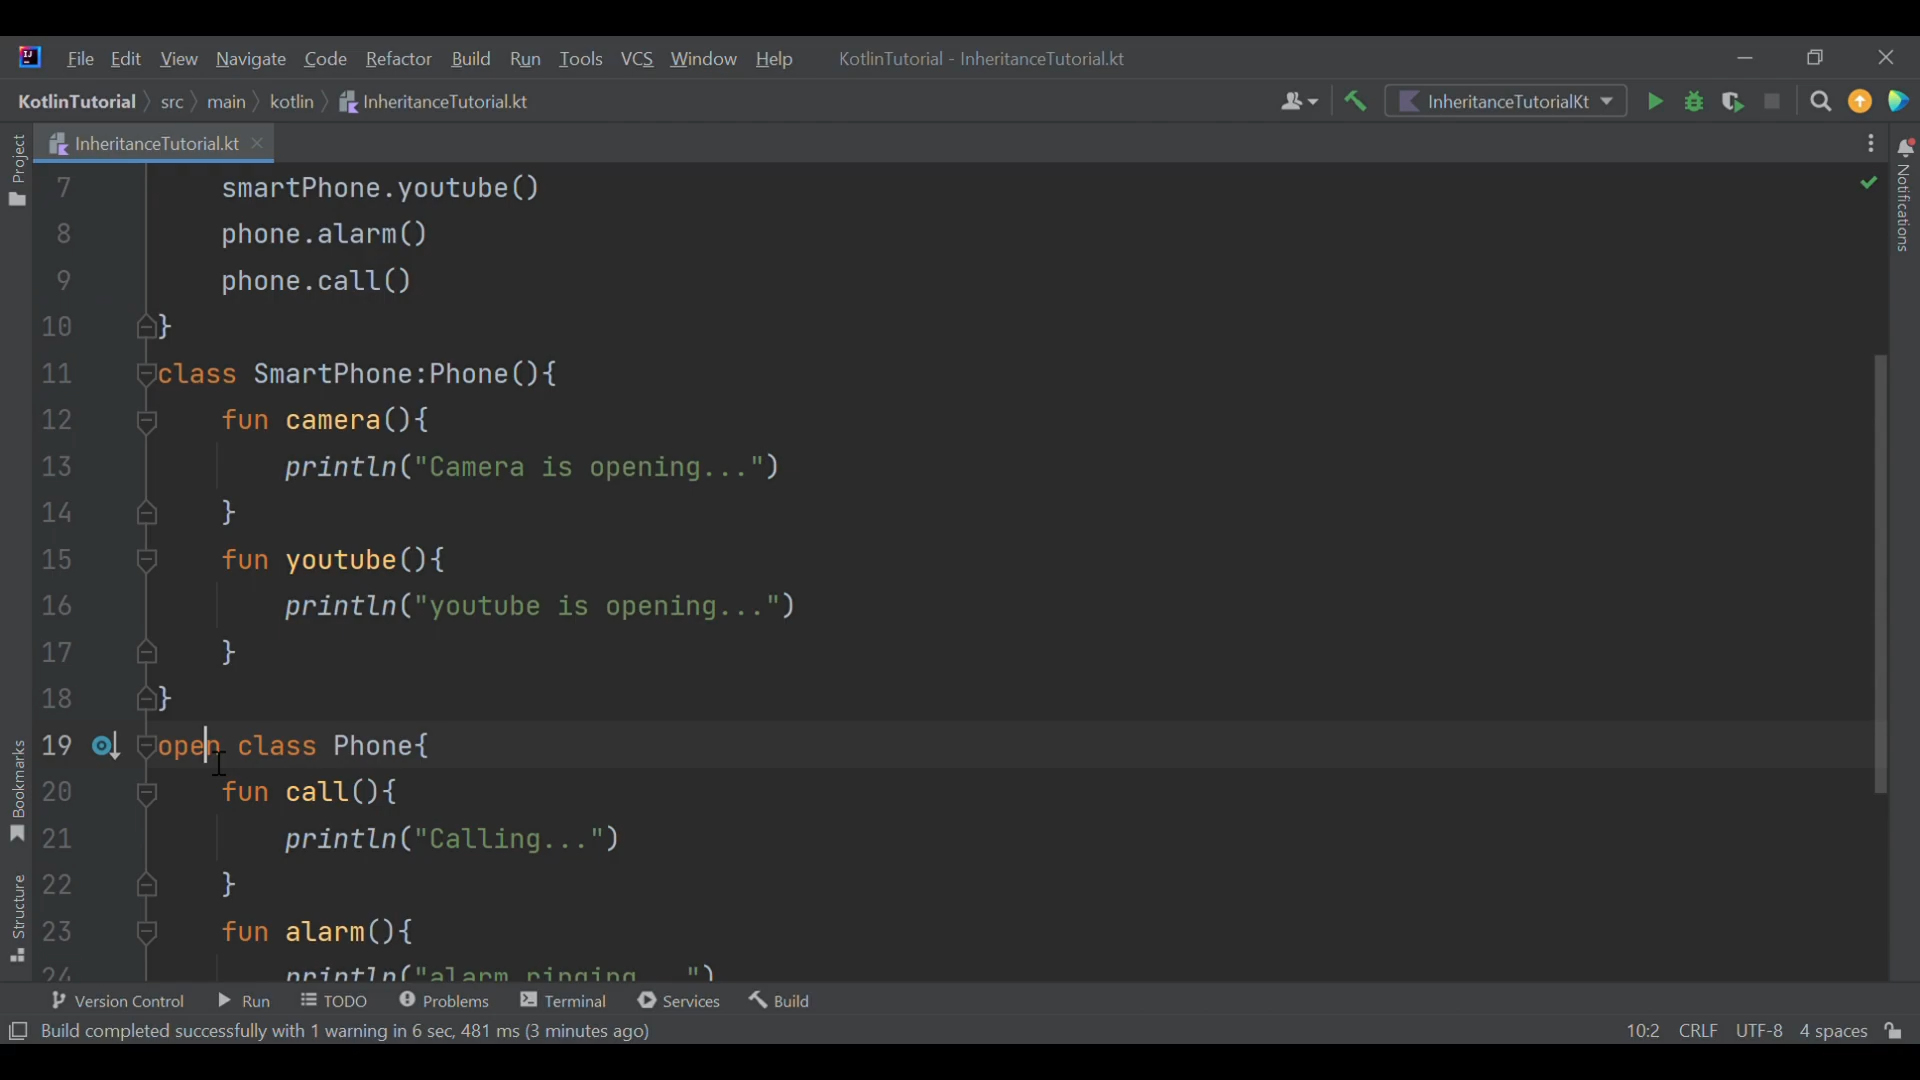 File Edit View Navigate Code Refactor Build Run Tools VCS Window Help KotlinTutorial - InheritanceTutorial.kt
KotlinTutorial src main kotlin InheritanceTutorial.kt InheritanceTutorialKt
Project
InheritanceTutorial.kt
Notifications
7 smartPhone.youtube()
8 phone.alarm()
9 phone.call()
10 }
11 class SmartPhone:Phone(){
12 fun camera(){
13 println("Camera is opening...")
14 }
15 fun youtube(){
16 println("youtube is opening...")
17 }
18 }
19 open class Phone{
20 fun call(){
21 println("Calling...")
22 }
23 fun alarm(){
24 println("alarm ringing...")
Bookmarks
Structure
Version Control Run TODO Problems Terminal Services Build
Build completed successfully with 1 warning in 6 sec, 481 ms (3 minutes ago) 10:2 CRLF UTF-8 4 spaces